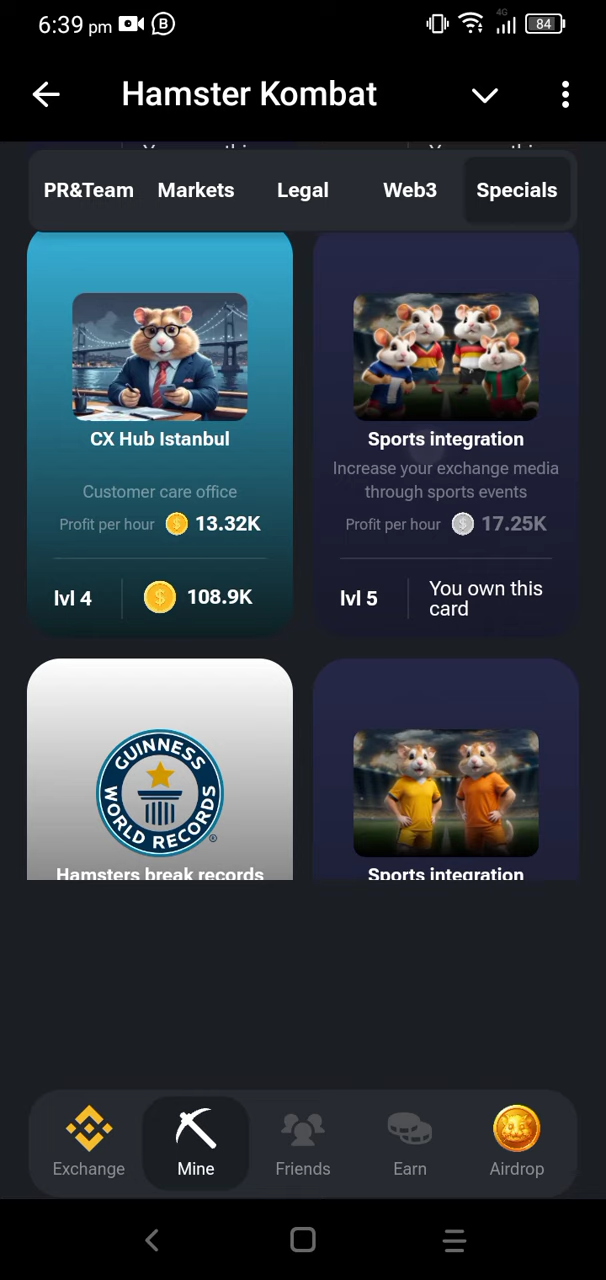 6:39 pm
4G
84
Hamster Kombat
PR&Team Markets Legal Web3 Specials
CX Hub Istanbul
Customer care office
Profit per hour 13.32K
lvl 4 108.9K
Sports integration
Increase your exchange media
through sports events
Profit per hour 17.25K
lvl 5 You own this
card
GUINNESS
WORLD RECORDS
®
Hamsters break records
Sports integration
Exchange Mine Friends Earn Airdrop